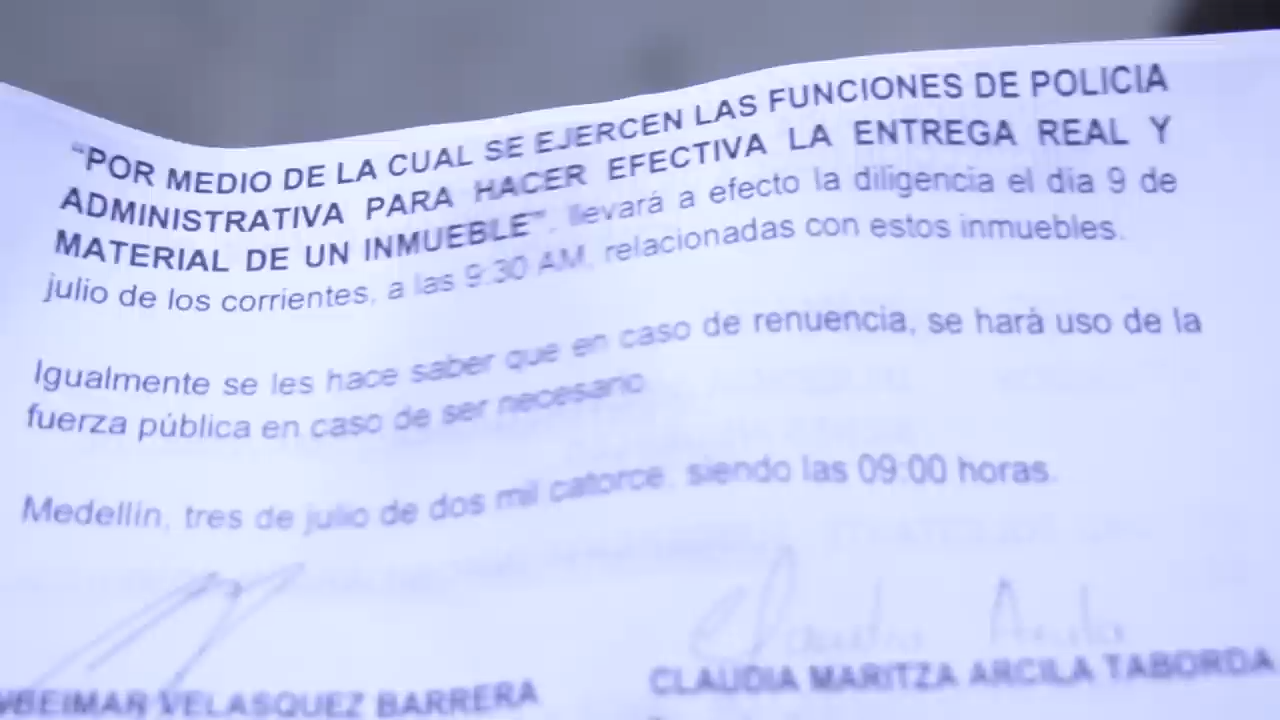 "POR MEDIO DE LA CUAL SE EJERCEN LAS FUNCIONES DE POLICIA
ADMINISTRATIVA PARA HACER EFECTIVA LA ENTREGA REAL Y
MATERIAL DE UN INMUEBLE". llevará a efecto la diligencia el día 9 de
julio de los corrientes, a las 9:30 AM, relacionadas con estos inmuebles.
Igualmente se les hace saber que en caso de renuencia, se hará uso de la
fuerza pública en caso de ser necesario
Medellín, tres de julio de dos mil catorce, siendo las 09:00 horas.
Claudia Arcila
VELASQUEZ BARRERA
CLAUDIA MARITZA ARCILA TABORDA